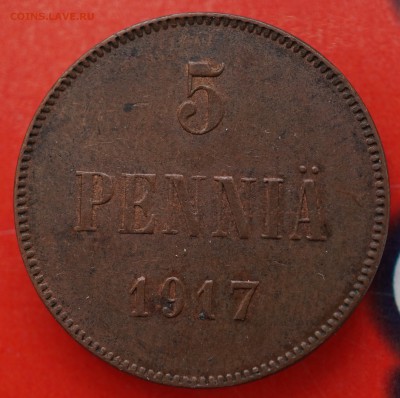 COINS.LAVE.RU
5
PENNIÄ
1917